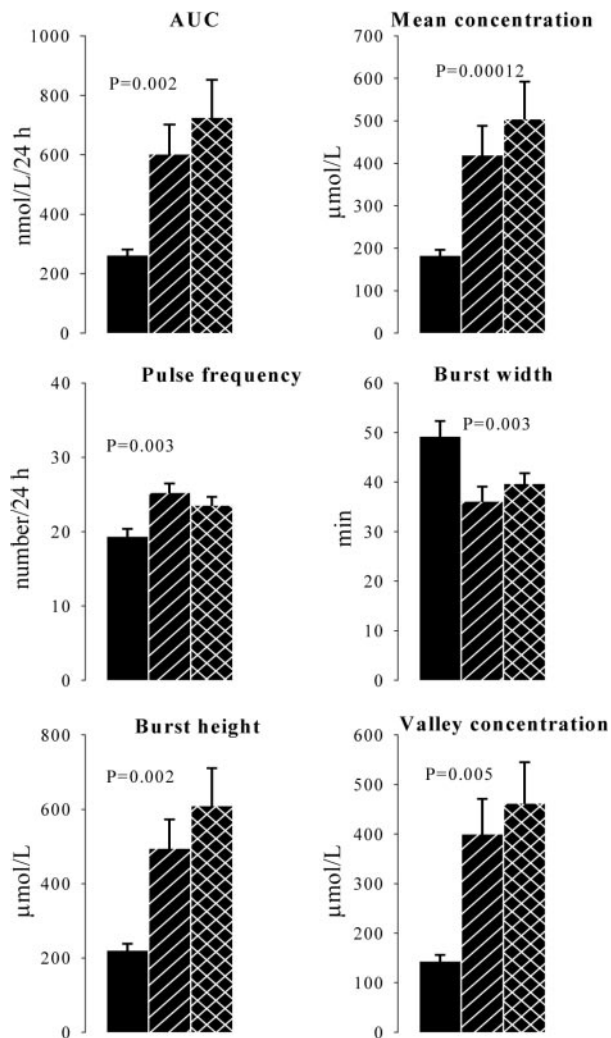 AUC
1000
800
600
400
200
0
nmol/L/24 h
P=0.002
Mean concentration
700
600
500
400
300
200
100
0
µmol/L
P=0.00012
Pulse frequency
40
30
20
10
0
number/24 h
P=0.003
Burst width
60
50
40
30
20
10
0
min
P=0.003
Burst height
800
600
400
200
0
µmol/L
P=0.002
Valley concentration
600
500
400
300
200
100
0
µmol/L
P=0.005